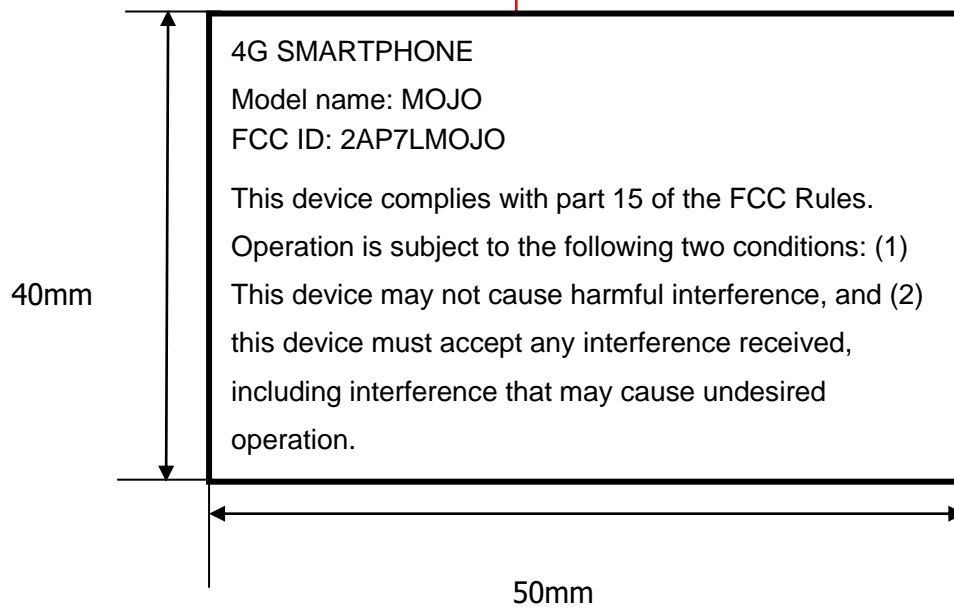 4G SMARTPHONE
Model name: MOJO
FCC ID: 2AP7LMOJO
This device complies with part 15 of the FCC Rules.
Operation is subject to the following two conditions: (1)
This device may not cause harmful interference, and (2)
this device must accept any interference received,
including interference that may cause undesired
operation.
40mm
50mm